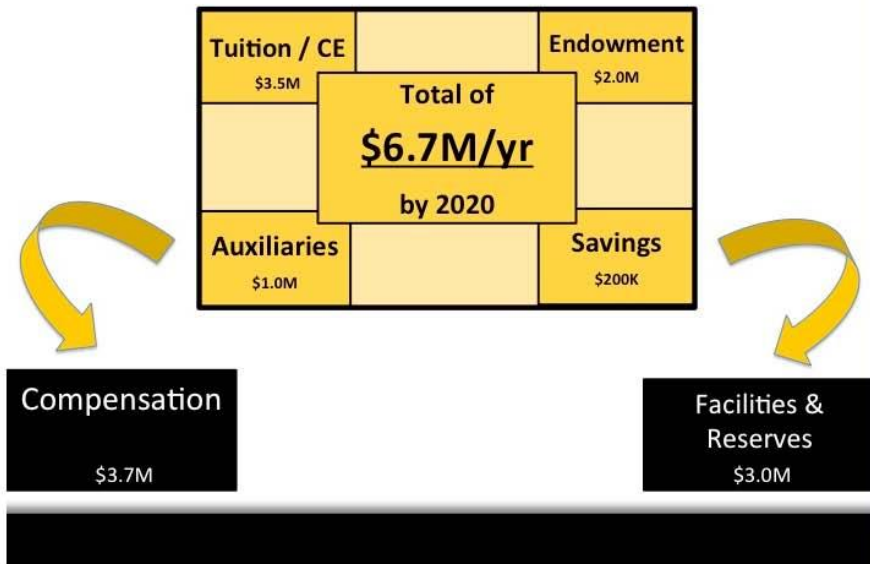 Tuition / CE
$3.5M
Endowment
$2.0M
Total of
$6.7M/yr
by 2020
Auxiliaries
$1.0M
Savings
$200K
Compensation
$3.7M
Facilities &
Reserves
$3.0M